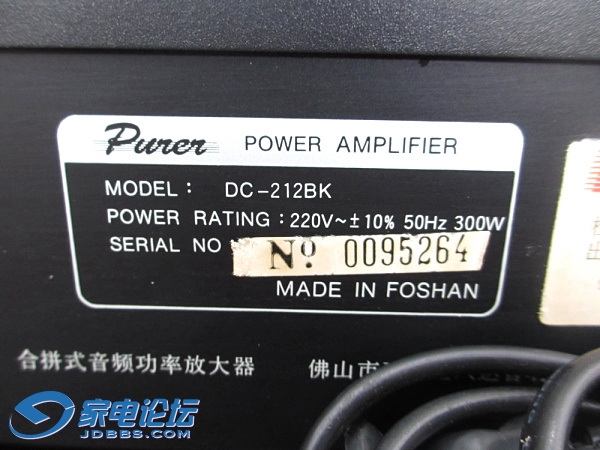 Purer POWER AMPLIFIER
MODEL: DC-212BK
POWER RATING: 220V~±10% 50Hz 300W
SERIAL NO Nº 0095264
MADE IN FOSHAN
合拼式音频功率放大器 佛山市
家电论坛
JDBBS.COM